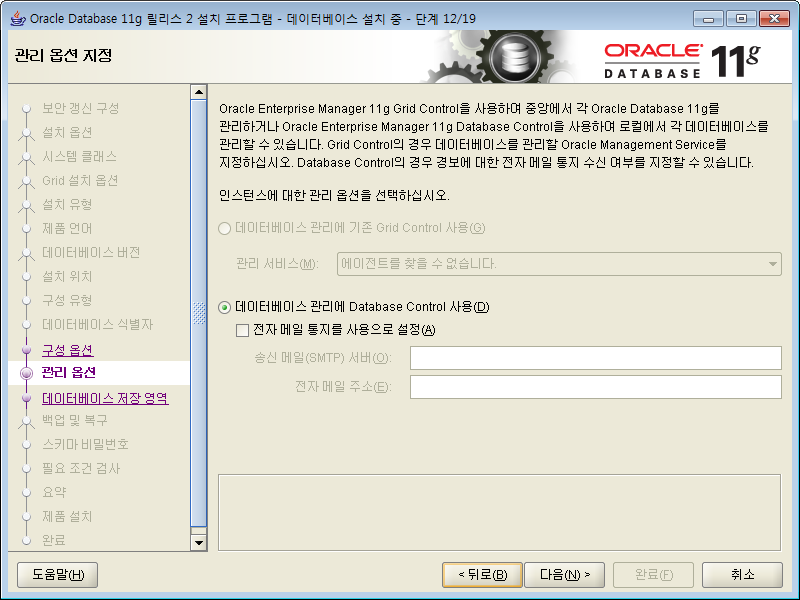 Oracle Database 11g 릴리스 2 설치 프로그램 - 데이터베이스 설치 중 - 단계 12/19
관리 옵션 지정
ORACLE
DATABASE 11g
보안 갱신 구성
설치 옵션
시스템 클래스
Grid 설치 옵션
설치 유형
제품 언어
데이터베이스 버전
설치 위치
구성 유형
데이터베이스 식별자
구성 옵션
관리 옵션
데이터베이스 저장 영역
백업 및 복구
스키마 비밀번호
필요 조건 검사
요약
제품 설치
완료
Oracle Enterprise Manager 11g Grid Control을 사용하여 중앙에서 각 Oracle Database 11g를
관리하거나 Oracle Enterprise Manager 11g Database Control을 사용하여 로컬에서 각 데이터베이스를
관리할 수 있습니다. Grid Control의 경우 데이터베이스를 관리할 Oracle Management Service를
지정하십시오. Database Control의 경우 경보에 대한 전자 메일 통지 수신 여부를 지정할 수 있습니다.
인스턴스에 대한 관리 옵션을 선택하십시오.
데이터베이스 관리에 기존 Grid Control 사용(G)
관리 서비스(M): 에이전트를 찾을 수 없습니다.
데이터베이스 관리에 Database Control 사용(D)
전자 메일 통지를 사용으로 설정(A)
송신 메일(SMTP) 서버(O):
전자 메일 주소(E):
도움말(H)
< 뒤로(B)
다음(N) >
완료(F)
취소